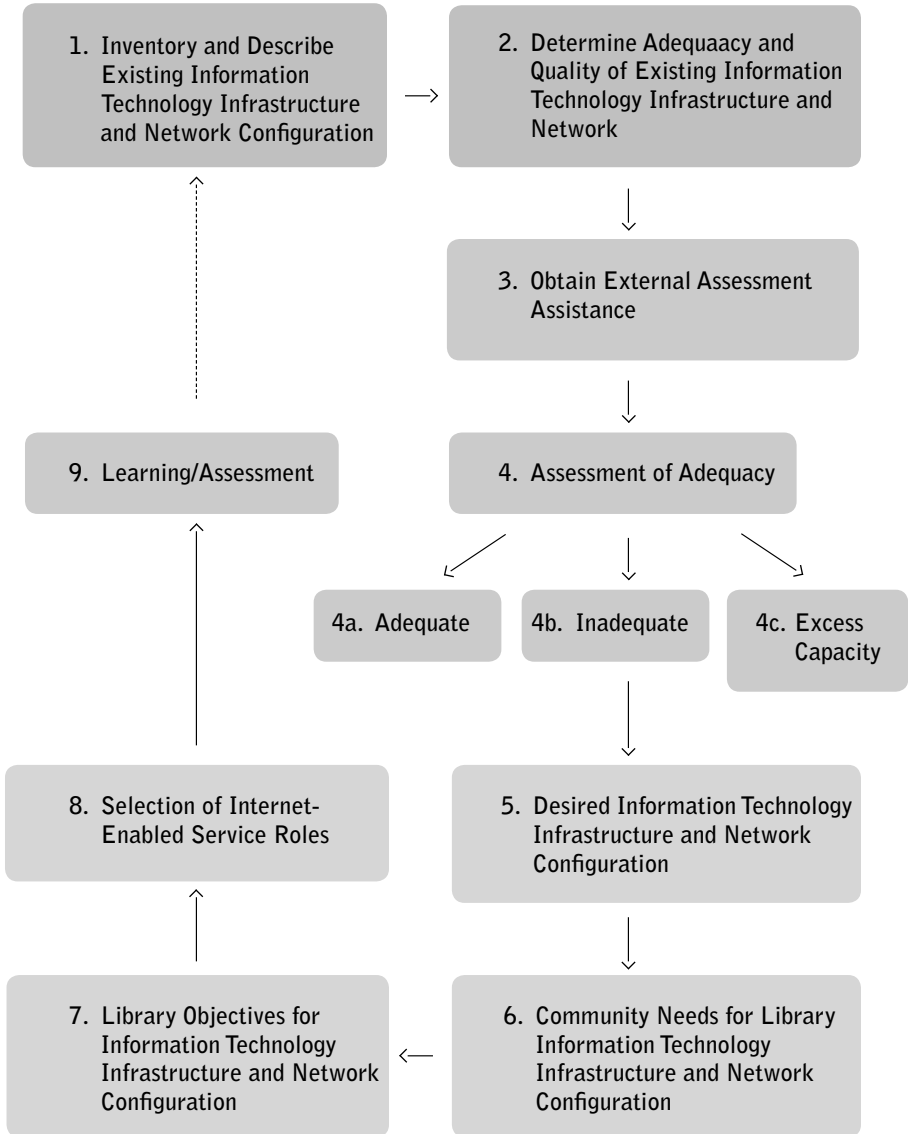 1. Inventory and Describe
Existing Information
Technology Infrastructure
and Network Configuration
2. Determine Adequaacy and
Quality of Existing Information
Technology Infrastructure and
Network
3. Obtain External Assessment
Assistance
4. Assessment of Adequacy
4a. Adequate
4b. Inadequate
4c. Excess
Capacity
5. Desired Information Technology
Infrastructure and Network
Configuration
6. Community Needs for Library
Information Technology
Infrastructure and Network
Configuration
7. Library Objectives for
Information Technology
Infrastructure and Network
Configuration
8. Selection of Internet-
Enabled Service Roles
9. Learning/Assessment